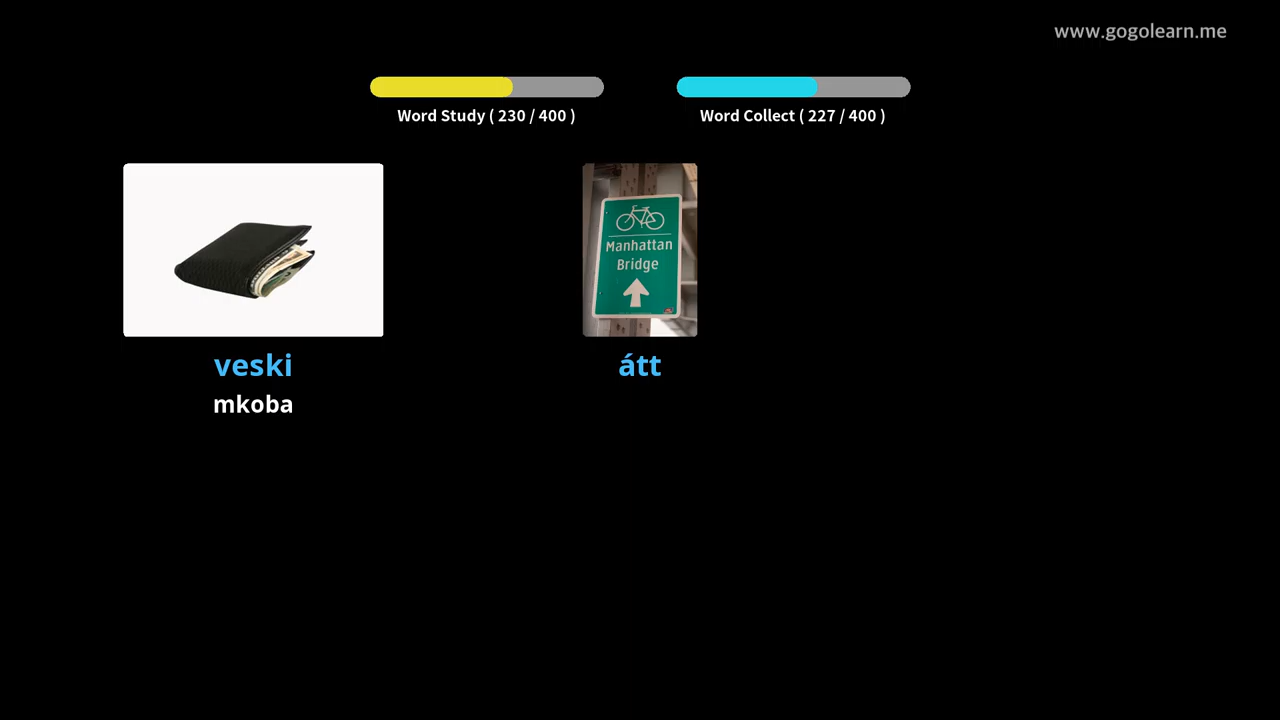 www.gogolearn.me
Word Study ( 230 / 400 )
Word Collect ( 227 / 400 )
Manhattan
Bridge
veski
átt
mkoba